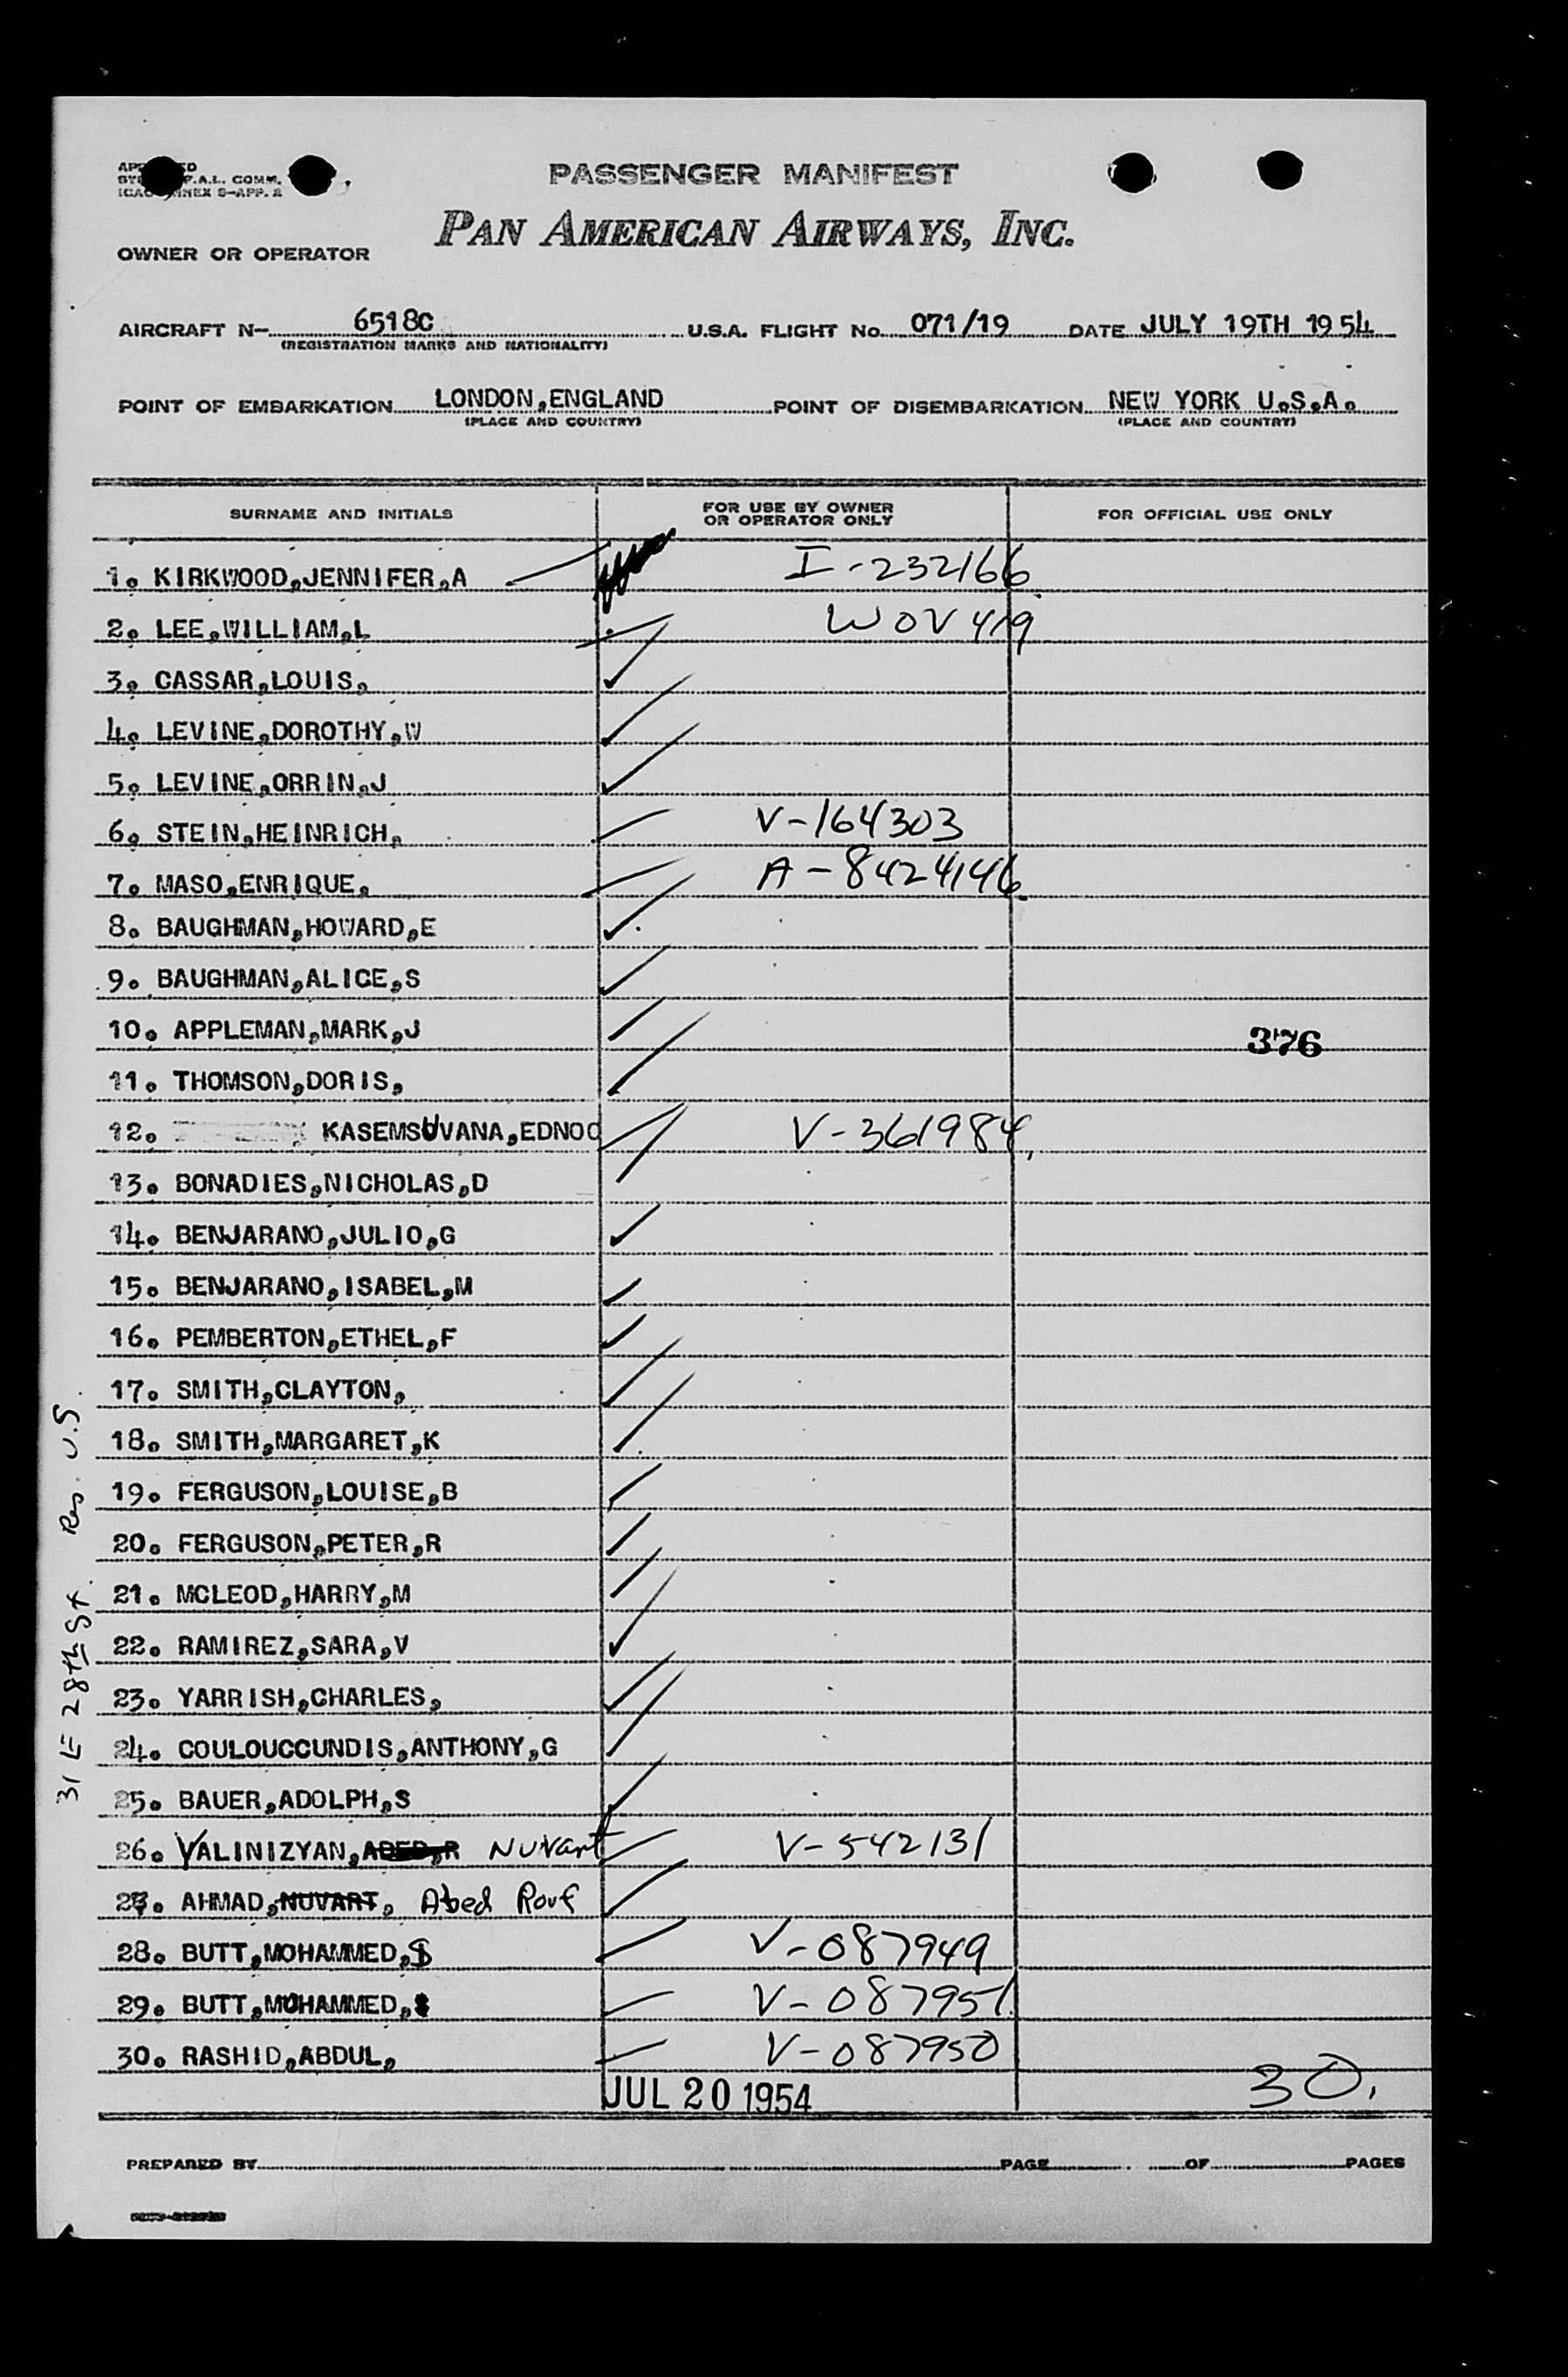 PASSENGER MANIFEST
PAN AMERICAN AIRWAYS, INC.
OWNER OR OPERATOR
AIRCRAFT N- 6518C U.S.A. FLIGHT No. 071/19 DATE JULY 19TH 1954
(REGISTRATION MARKS AND NATIONALITY)
POINT OF EMBARKATION LONDON,ENGLAND POINT OF DISEMBARKATION NEW YORK U.S.A.
(PLACE AND COUNTRY) (PLACE AND COUNTRY)
SURNAME AND INITIALS FOR USE BY OWNER OR OPERATOR ONLY FOR OFFICIAL USE ONLY
1. KIRKWOOD,JENNIFER,A I-232166
2. LEE,WILLIAM,L WOV 419
3. CASSAR,LOUIS,
4. LEVINE,DOROTHY,W
5. LEVINE,ORRIN,J
6. STEIN,HEINRICH, V-164303
7. MASO,ENRIQUE, A-8424146
8. BAUGHMAN,HOWARD,E
9. BAUGHMAN,ALICE,S
10. APPLEMAN,MARK,J 376
11. THOMSON,DORIS,
12. KASEMSUVANA,EDNOO V-361984
13. BONADIES,NICHOLAS,D
14. BENJARANO,JULIO,G
15. BENJARANO,ISABEL,M
16. PEMBERTON,ETHEL,F
17. SMITH,CLAYTON,
18. SMITH,MARGARET,K
19. FERGUSON,LOUISE,B
20. FERGUSON,PETER,R
21. MCLEOD,HARRY,M
22. RAMIREZ,SARA,V
23. YARRISH,CHARLES,
24. COULOUCCUNDIS,ANTHONY,G
25. BAUER,ADOLPH,S
26. YALINIZYAN,ABED,R Nuvart V-542131
27. AHMAD,NUVART, Abed Rouf
28. BUTT,MOHAMMED,S V-087949
29. BUTT,MUHAMMED, V-087951
30. RASHID,ABDUL, V-087950
JUL 20 1954 30.
PREPARED BY PAGE OF PAGES
31 E 28th St. Res. U.S.